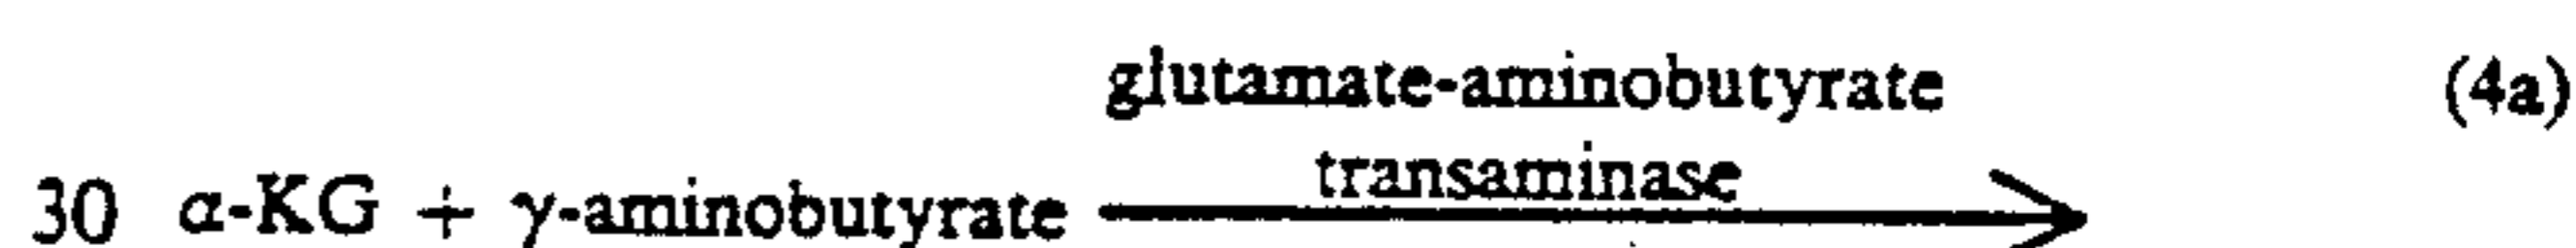 glutamate-aminobutyrate (4a)
transaminase
30 α-KG + γ-aminobutyrate ⟶